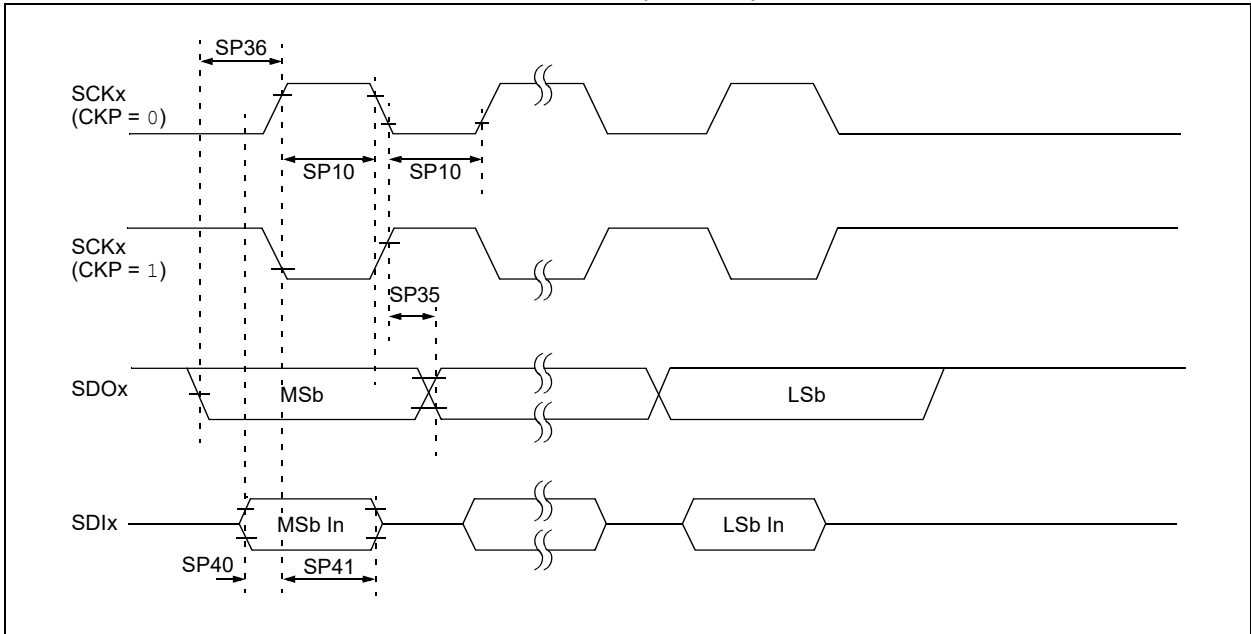 SP36
SCKx
(CKP = 0)
SP10
SP10
SCKx
(CKP = 1)
SP35
SDOx
MSb
LSb
SDIx
MSb In
LSb In
SP40
SP41